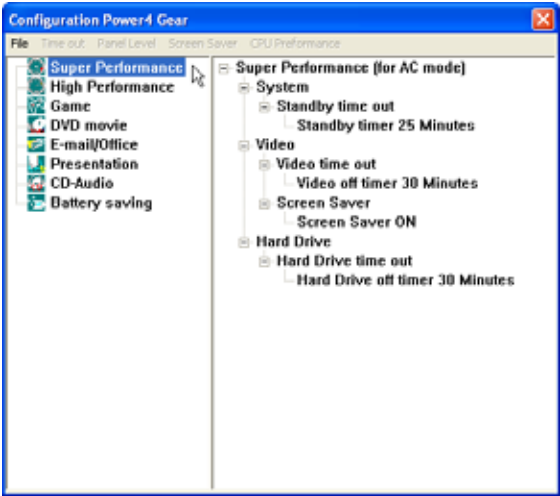 Configuration Power4 Gear
File Time out Panel Level Screen Saver CPU Preformance
Super Performance
High Performance
Game
DVD movie
E-mail/Office
Presentation
CD-Audio
Battery saving
Super Performance (for AC mode)
System
Standby time out
Standby timer 25 Minutes
Video
Video time out
Video off timer 30 Minutes
Screen Saver
Screen Saver ON
Hard Drive
Hard Drive time out
Hard Drive off timer 30 Minutes